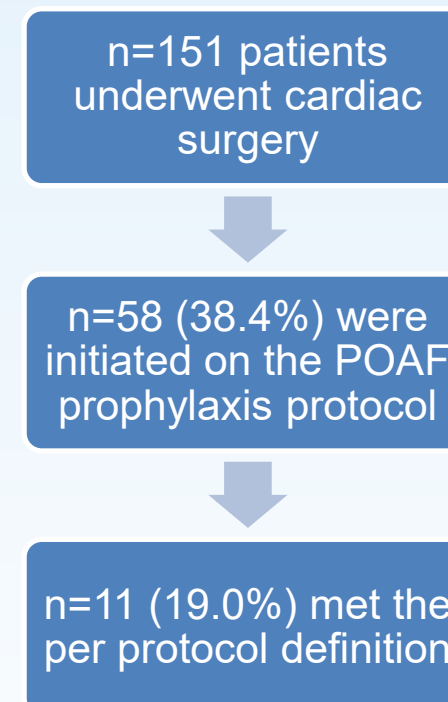 n=151 patients
underwent cardiac
surgery
n=58 (38.4%) were
initiated on the POAF
prophylaxis protocol
n=11 (19.0%) met the
per protocol definition